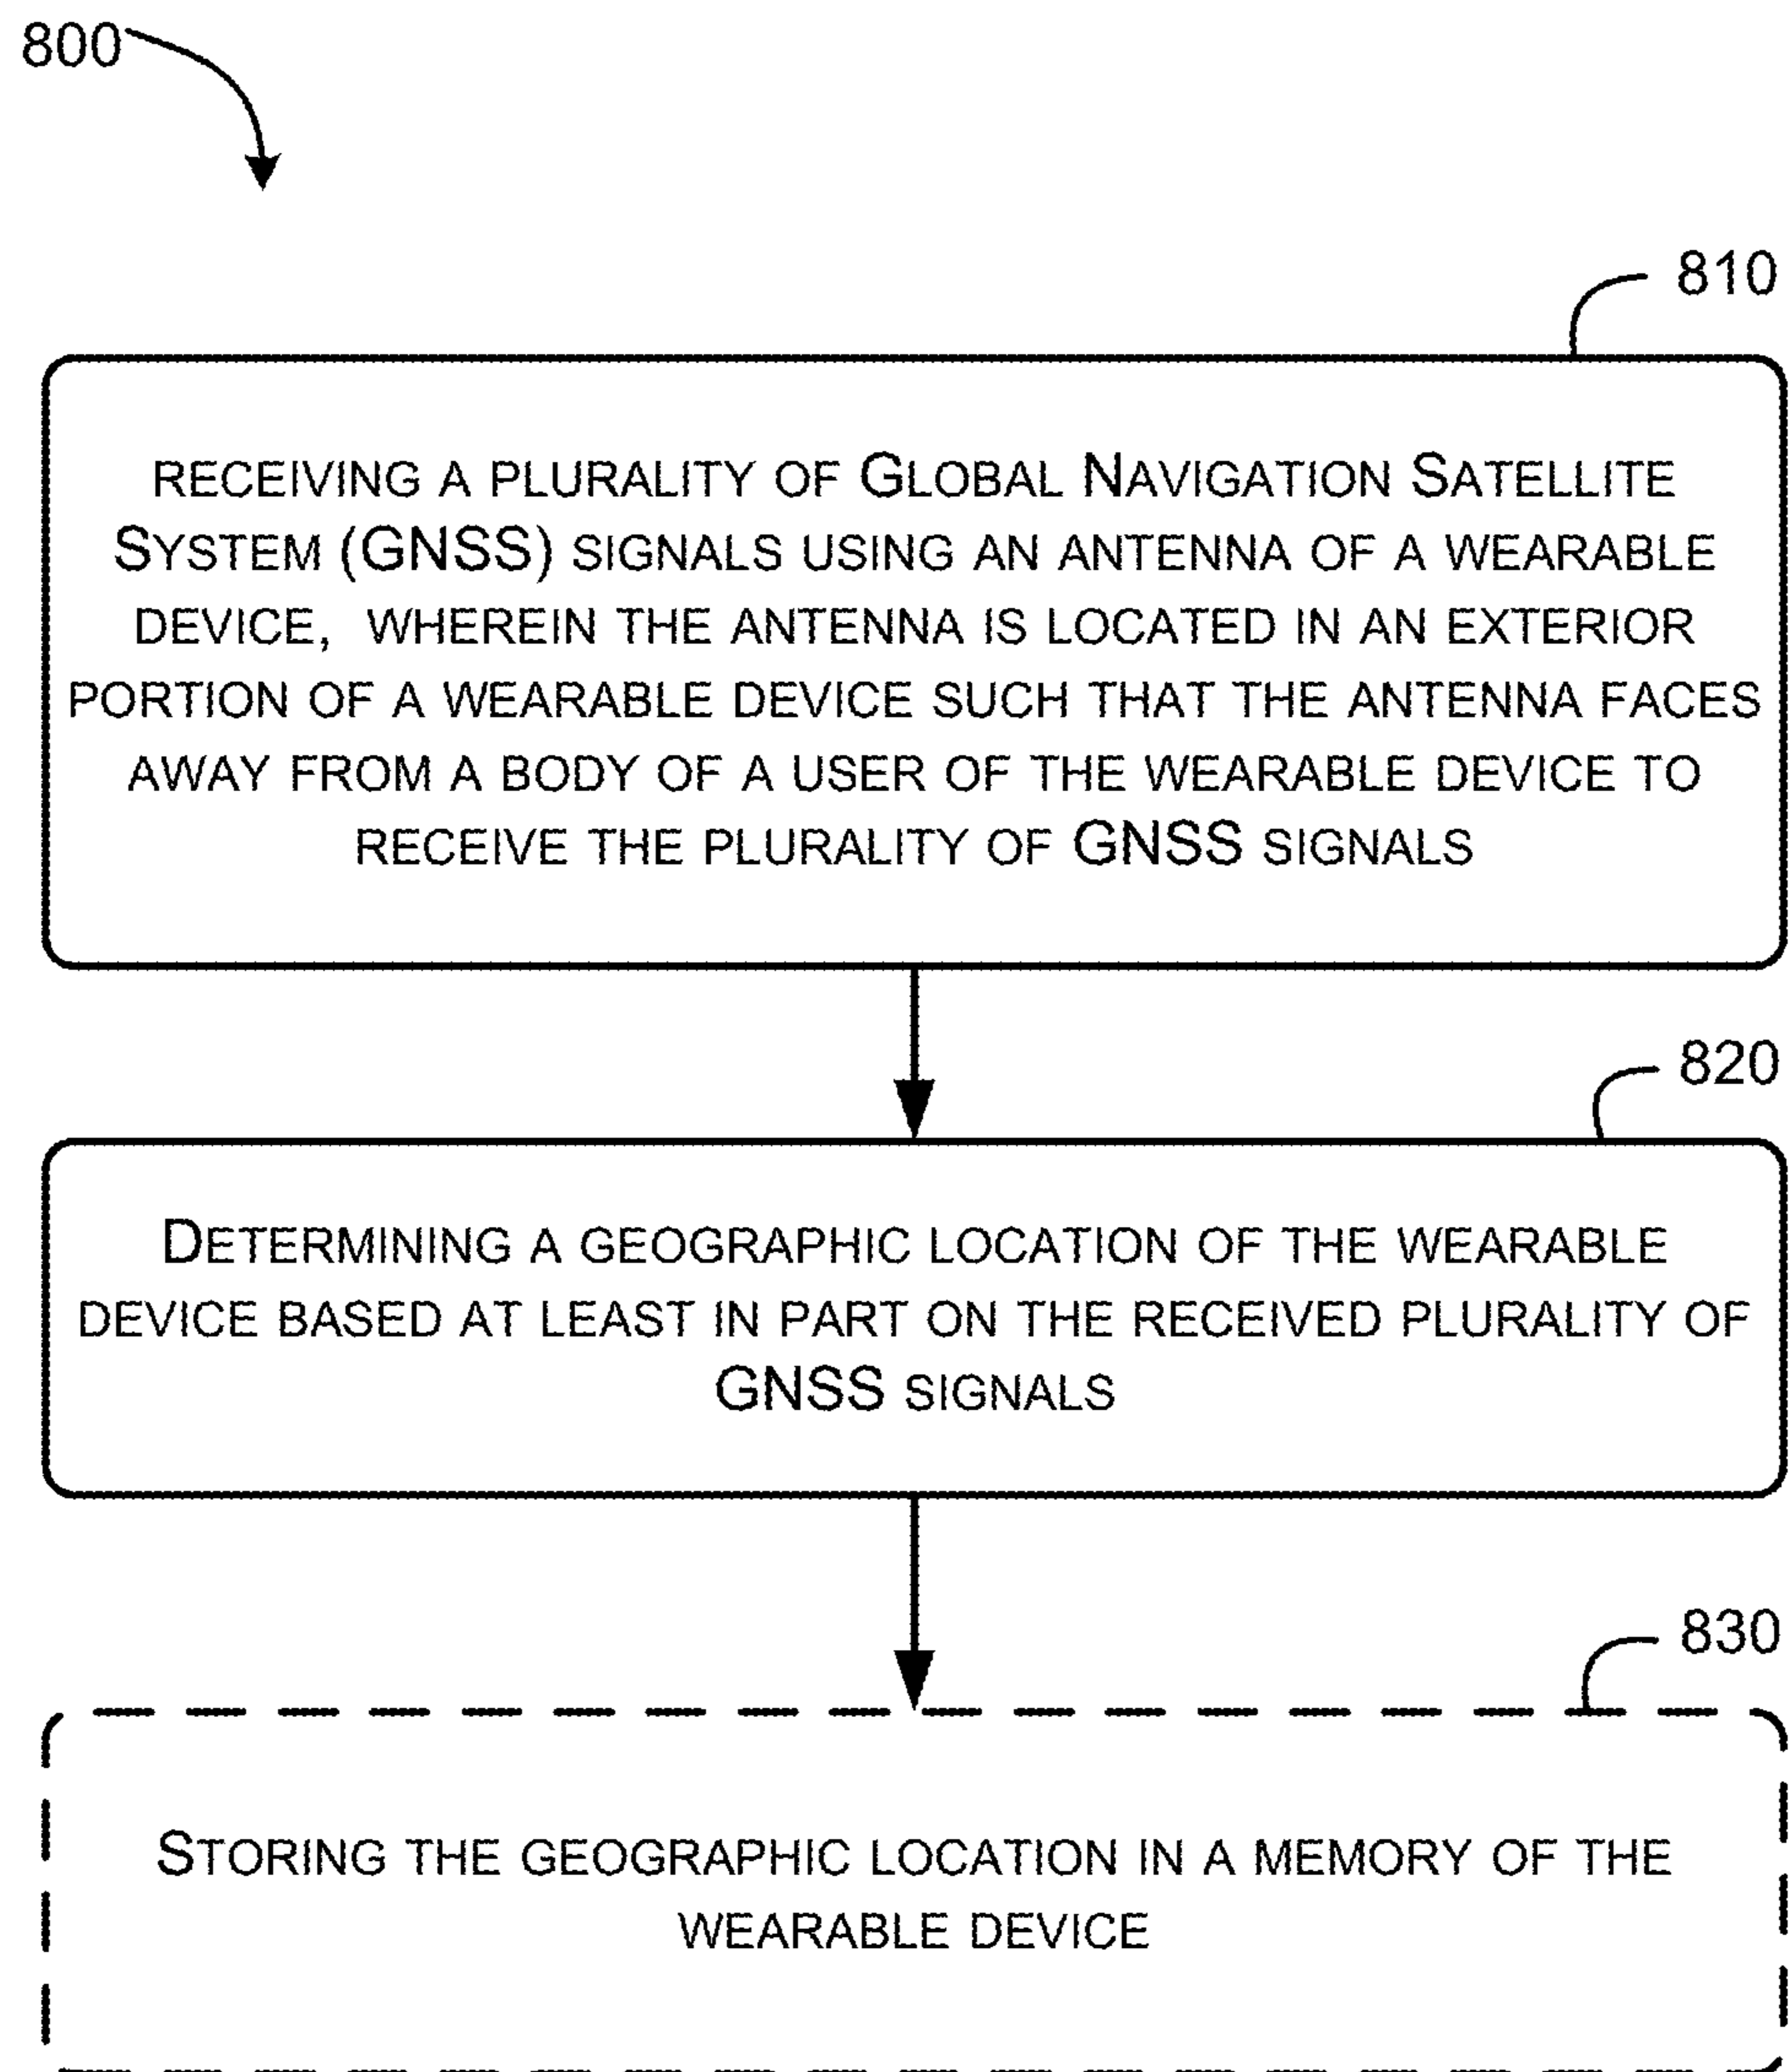 800
810
RECEIVING A PLURALITY OF GLOBAL NAVIGATION SATELLITE
SYSTEM (GNSS) SIGNALS USING AN ANTENNA OF A WEARABLE
DEVICE, WHEREIN THE ANTENNA IS LOCATED IN AN EXTERIOR
PORTION OF A WEARABLE DEVICE SUCH THAT THE ANTENNA FACES
AWAY FROM A BODY OF A USER OF THE WEARABLE DEVICE TO
RECEIVE THE PLURALITY OF GNSS SIGNALS
820
DETERMINING A GEOGRAPHIC LOCATION OF THE WEARABLE
DEVICE BASED AT LEAST IN PART ON THE RECEIVED PLURALITY OF
GNSS SIGNALS
830
STORING THE GEOGRAPHIC LOCATION IN A MEMORY OF THE
WEARABLE DEVICE